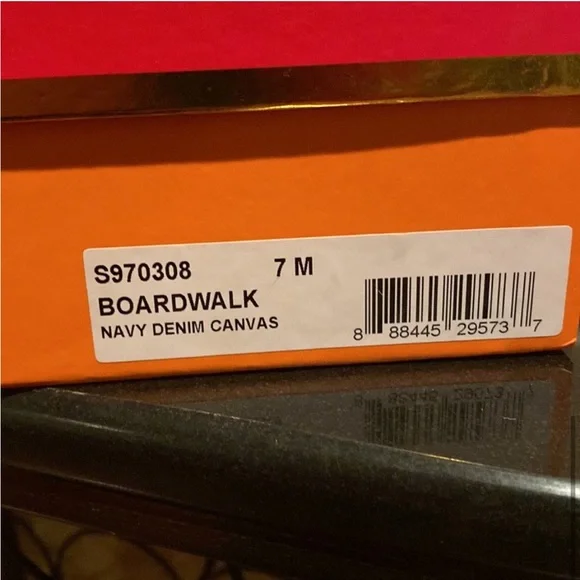 S970308 7 M
BOARDWALK
NAVY DENIM CANVAS
8 88445 29573 7